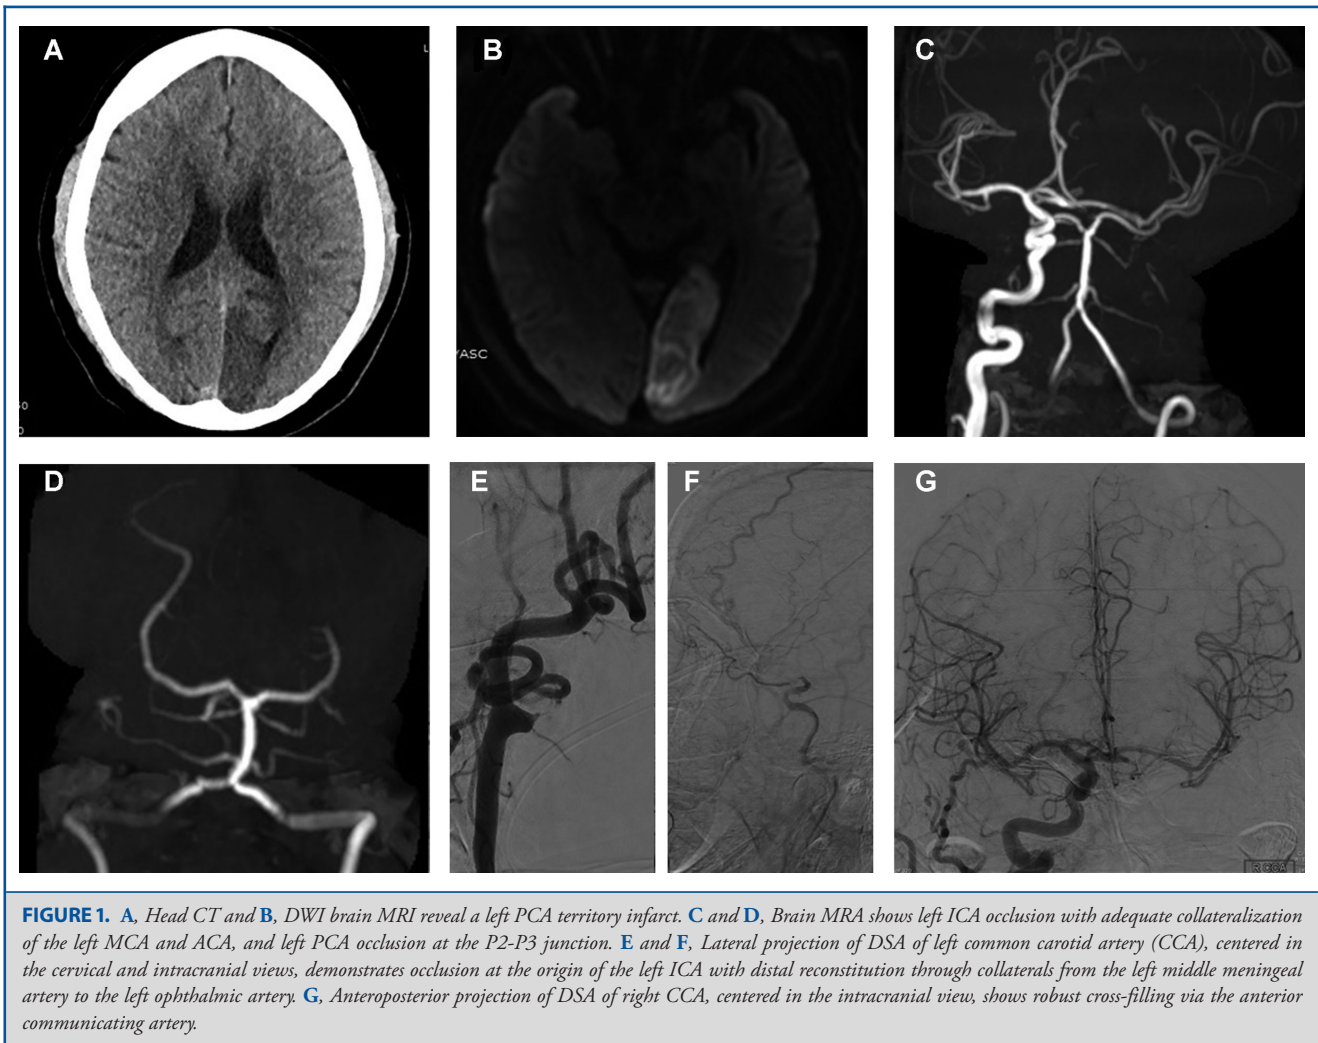 A
B
C
L
YASC
50
0
D
E
F
G
R CCA
FIGURE 1. A, Head CT and B, DWI brain MRI reveal a left PCA territory infarct. C and D, Brain MRA shows left ICA occlusion with adequate collateralization
of the left MCA and ACA, and left PCA occlusion at the P2-P3 junction. E and F, Lateral projection of DSA of left common carotid artery (CCA), centered in
the cervical and intracranial views, demonstrates occlusion at the origin of the left ICA with distal reconstitution through collaterals from the left middle meningeal
artery to the left ophthalmic artery. G, Anteroposterior projection of DSA of right CCA, centered in the intracranial view, shows robust cross-filling via the anterior
communicating artery.